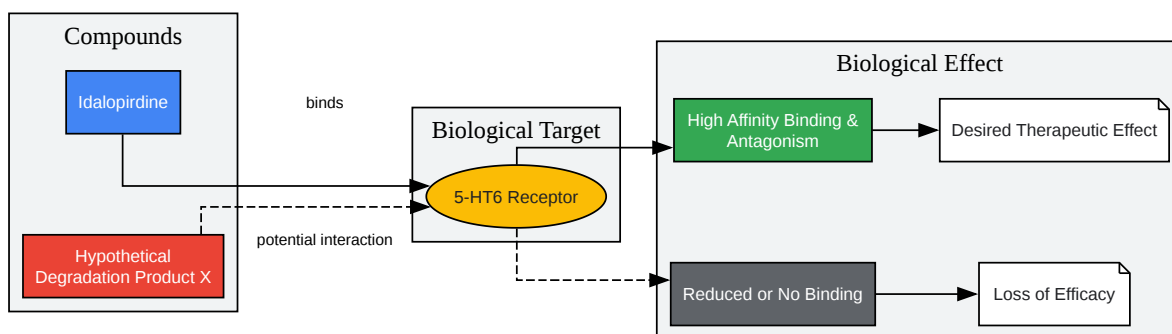 Compounds
Idalopirdine
Hypothetical
Degradation Product X
binds
potential interaction
Biological Target
5-HT6 Receptor
Biological Effect
High Affinity Binding &
Antagonism
Desired Therapeutic Effect
Reduced or No Binding
Loss of Efficacy